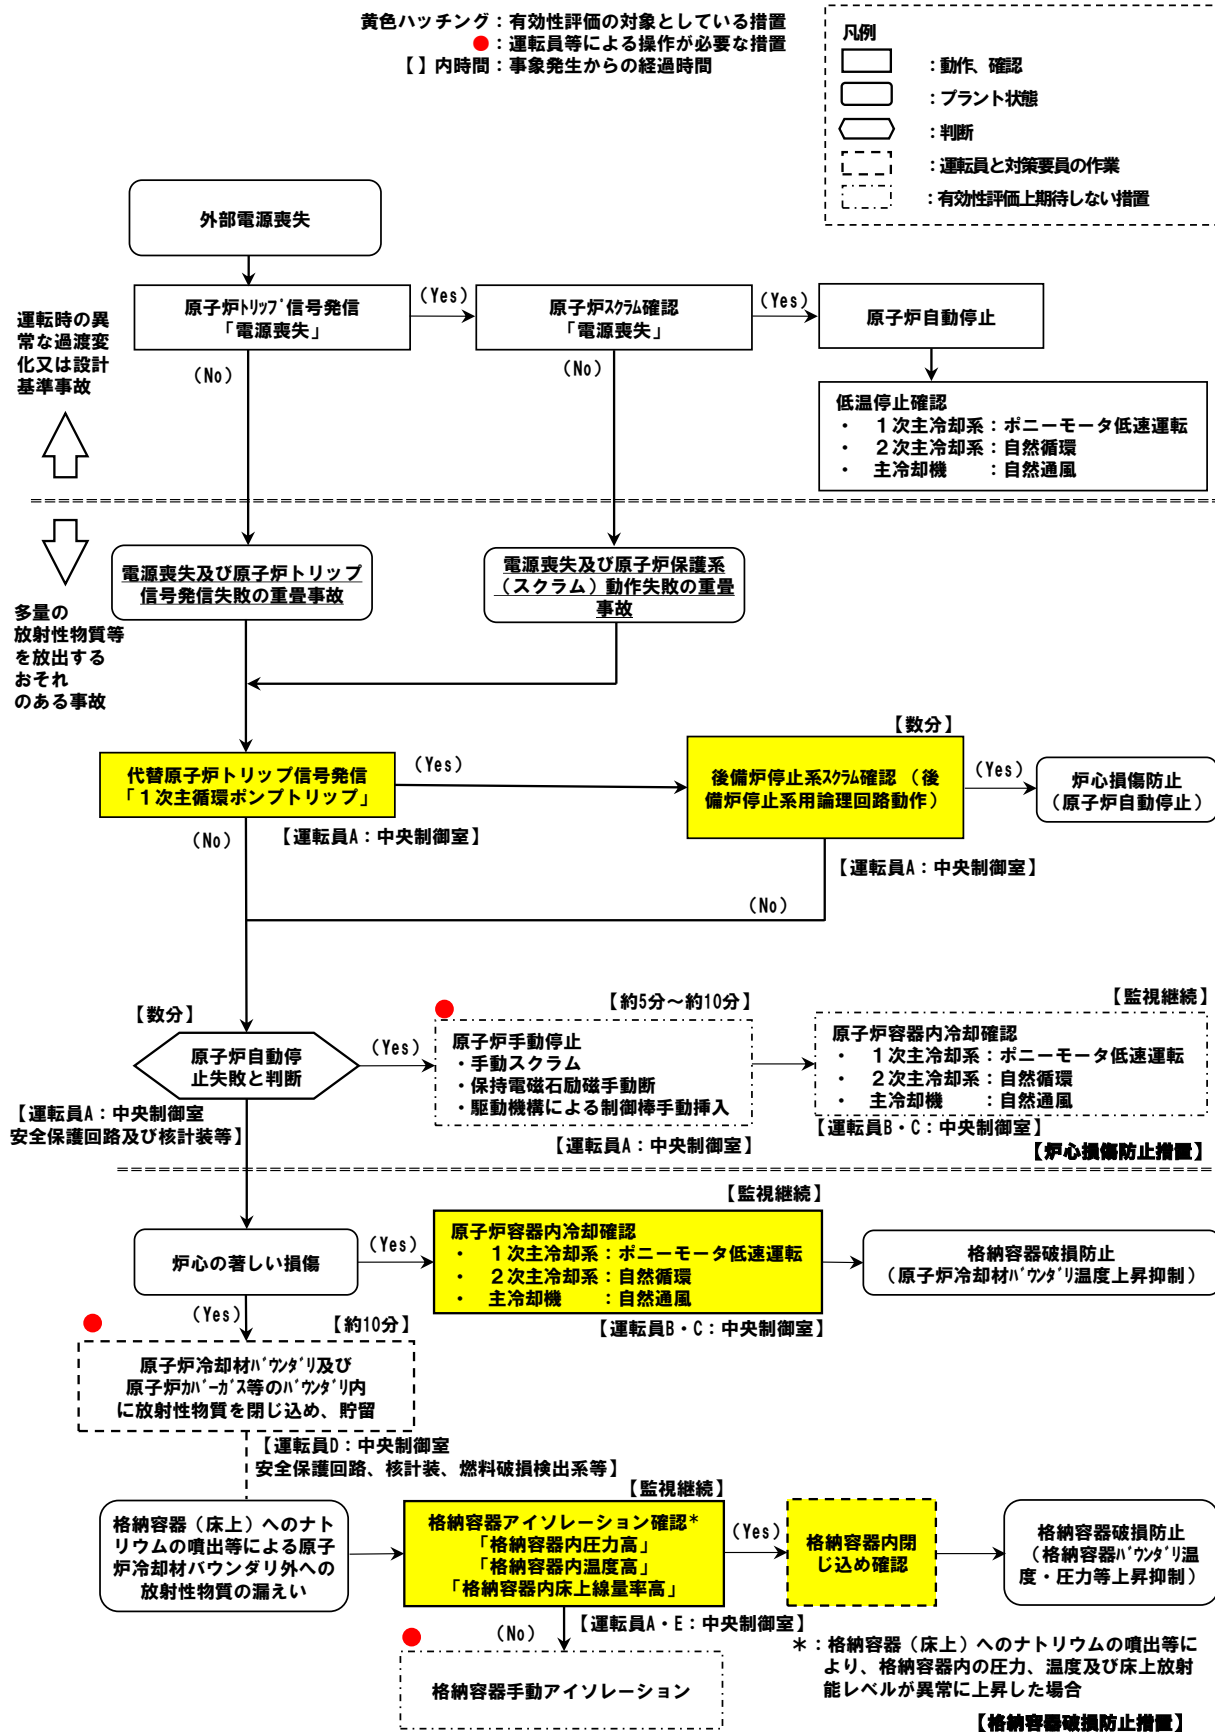 黄色ハッチング：有効性評価の対象としている措置
●：運転員等による操作が必要な措置
【 】内時間：事象発生からの経過時間
凡例
：動作、確認
：プラント状態
：判断
：運転員と対策要員の作業
：有効性評価上期待しない措置
外部電源喪失
原子炉ﾄﾘｯﾌﾟ信号発信
「電源喪失」
（Yes）
原子炉ｽｸﾗﾑ確認
「電源喪失」
（Yes）
原子炉自動停止
運転時の異
常な過渡変
化又は設計
基準事故
（No）
（No）
低温停止確認
・　１次主冷却系：ポニーモータ低速運転
・　２次主冷却系：自然循環
・　主冷却機　　：自然通風
電源喪失及び原子炉トリップ
信号発信失敗の重畳事故
電源喪失及び原子炉保護系
（スクラム）動作失敗の重畳
事故
多量の
放射性物質等
を放出する
おそれ
のある事故
【数分】
代替原子炉トリップ信号発信
「１次主循環ポンプトリップ」
（Yes）
後備炉停止系ｽｸﾗﾑ確認（後
備炉停止系用論理回路動作）
（Yes）
炉心損傷防止
（原子炉自動停止）
（No）
【運転員A：中央制御室】
【運転員A：中央制御室】
（No）
【数分】
原子炉自動停
止失敗と判断
（Yes）
【約5分～約10分】
原子炉手動停止
・手動スクラム
・保持電磁石励磁手動断
・駆動機構による制御棒手動挿入
【監視継続】
原子炉容器内冷却確認
・　１次主冷却系：ポニーモータ低速運転
・　２次主冷却系：自然循環
・　主冷却機　　：自然通風
【運転員A：中央制御室
安全保護回路及び核計装等】
【運転員A：中央制御室】
【運転員B・C：中央制御室】
【炉心損傷防止措置】
【監視継続】
炉心の著しい損傷
（Yes）
原子炉容器内冷却確認
・　１次主冷却系：ポニーモータ低速運転
・　２次主冷却系：自然循環
・　主冷却機　　：自然通風
格納容器破損防止
（原子炉冷却材ﾊﾞｳﾝﾀﾞﾘ温度上昇抑制）
（Yes）
【約10分】
【運転員B・C：中央制御室】
原子炉冷却材ﾊﾞｳﾝﾀﾞﾘ及び
原子炉ｶﾊﾞｰｶﾞｽ等のﾊﾞｳﾝﾀﾞﾘ内
に放射性物質を閉じ込め、貯留
【運転員D：中央制御室
安全保護回路、核計装、燃料破損検出系等】
【監視継続】
格納容器（床上）へのナト
リウムの噴出等による原子
炉冷却材バウンダリ外への
放射性物質の漏えい
格納容器アイソレーション確認*
「格納容器内圧力高」
「格納容器内温度高」
「格納容器内床上線量率高」
（Yes）
格納容器内閉
じ込め確認
格納容器破損防止
（格納容器ﾊﾞｳﾝﾀﾞﾘ温
度・圧力等上昇抑制）
（No）
【運転員A・E：中央制御室】
格納容器手動アイソレーション
＊：格納容器（床上）へのナトリウムの噴出等に
より、格納容器内の圧力、温度及び床上放射
能レベルが異常に上昇した場合
【格納容器破損防止措置】